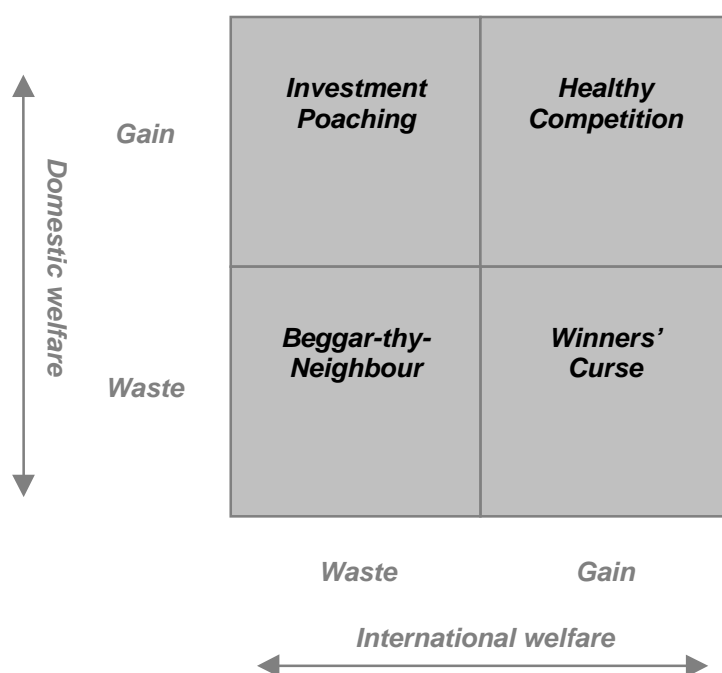 Investment
Poaching
Healthy
Competition
Gain
Domestic welfare
Beggar-thy-
Neighbour
Winners’
Curse
Waste
Waste
Gain
International welfare